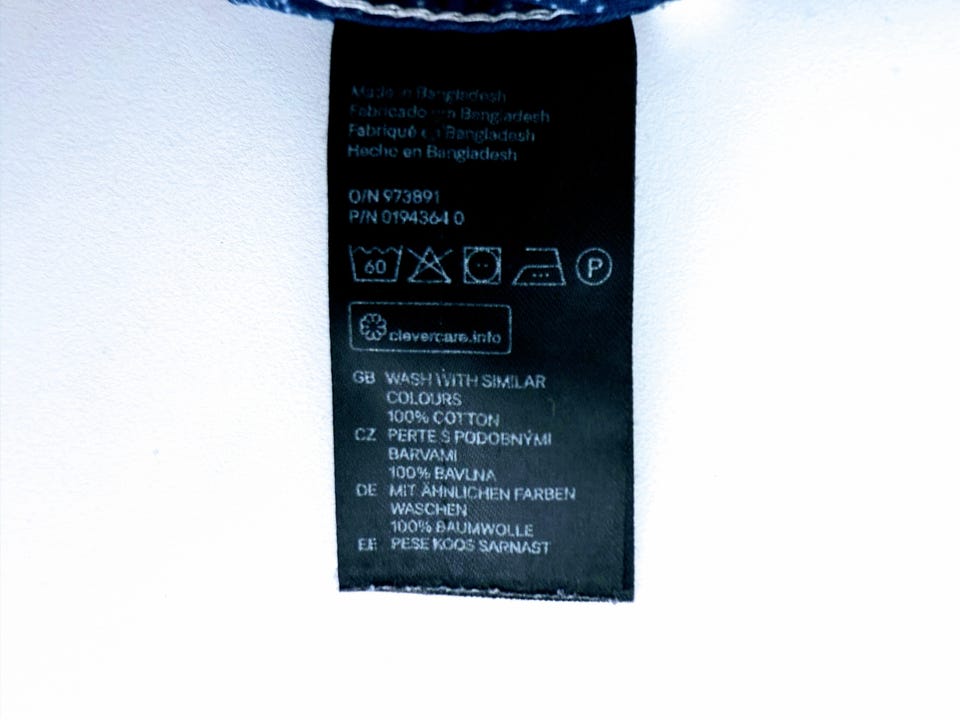 Made in Bangladesh
Fabricado em Bangladesh
Fabriqué en Bangladesh
Hecho en Bangladesh
O/N 973891
P/N 0194364 0
60 P
clevercare.info
GB WASH WITH SIMILAR
COLOURS
100% COTTON
CZ PERTE S PODOBNÝMI
BARVAMI
100% BAVLNA
DE MIT ÄHNLICHEN FARBEN
WASCHEN
100% BAUMWOLLE
EE PESE KOOS SARNAST